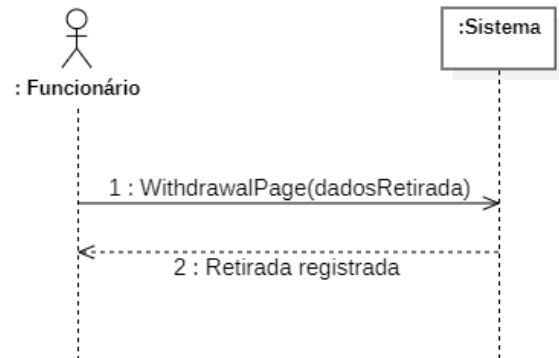 :Sistema
: Funcionário
1 : WithdrawalPage(dadosRetirada)
2 : Retirada registrada